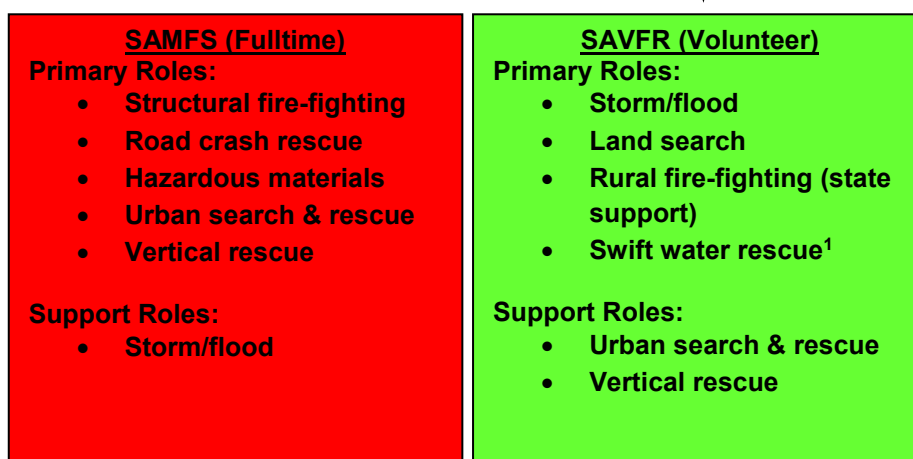 SAMFS (Fulltime)
Primary Roles:
• Structural fire-fighting
• Road crash rescue
• Hazardous materials
• Urban search & rescue
• Vertical rescue
Support Roles:
• Storm/flood
SAVFR (Volunteer)
Primary Roles:
• Storm/flood
• Land search
• Rural fire-fighting (state
support)
• Swift water rescue¹
Support Roles:
• Urban search & rescue
• Vertical rescue